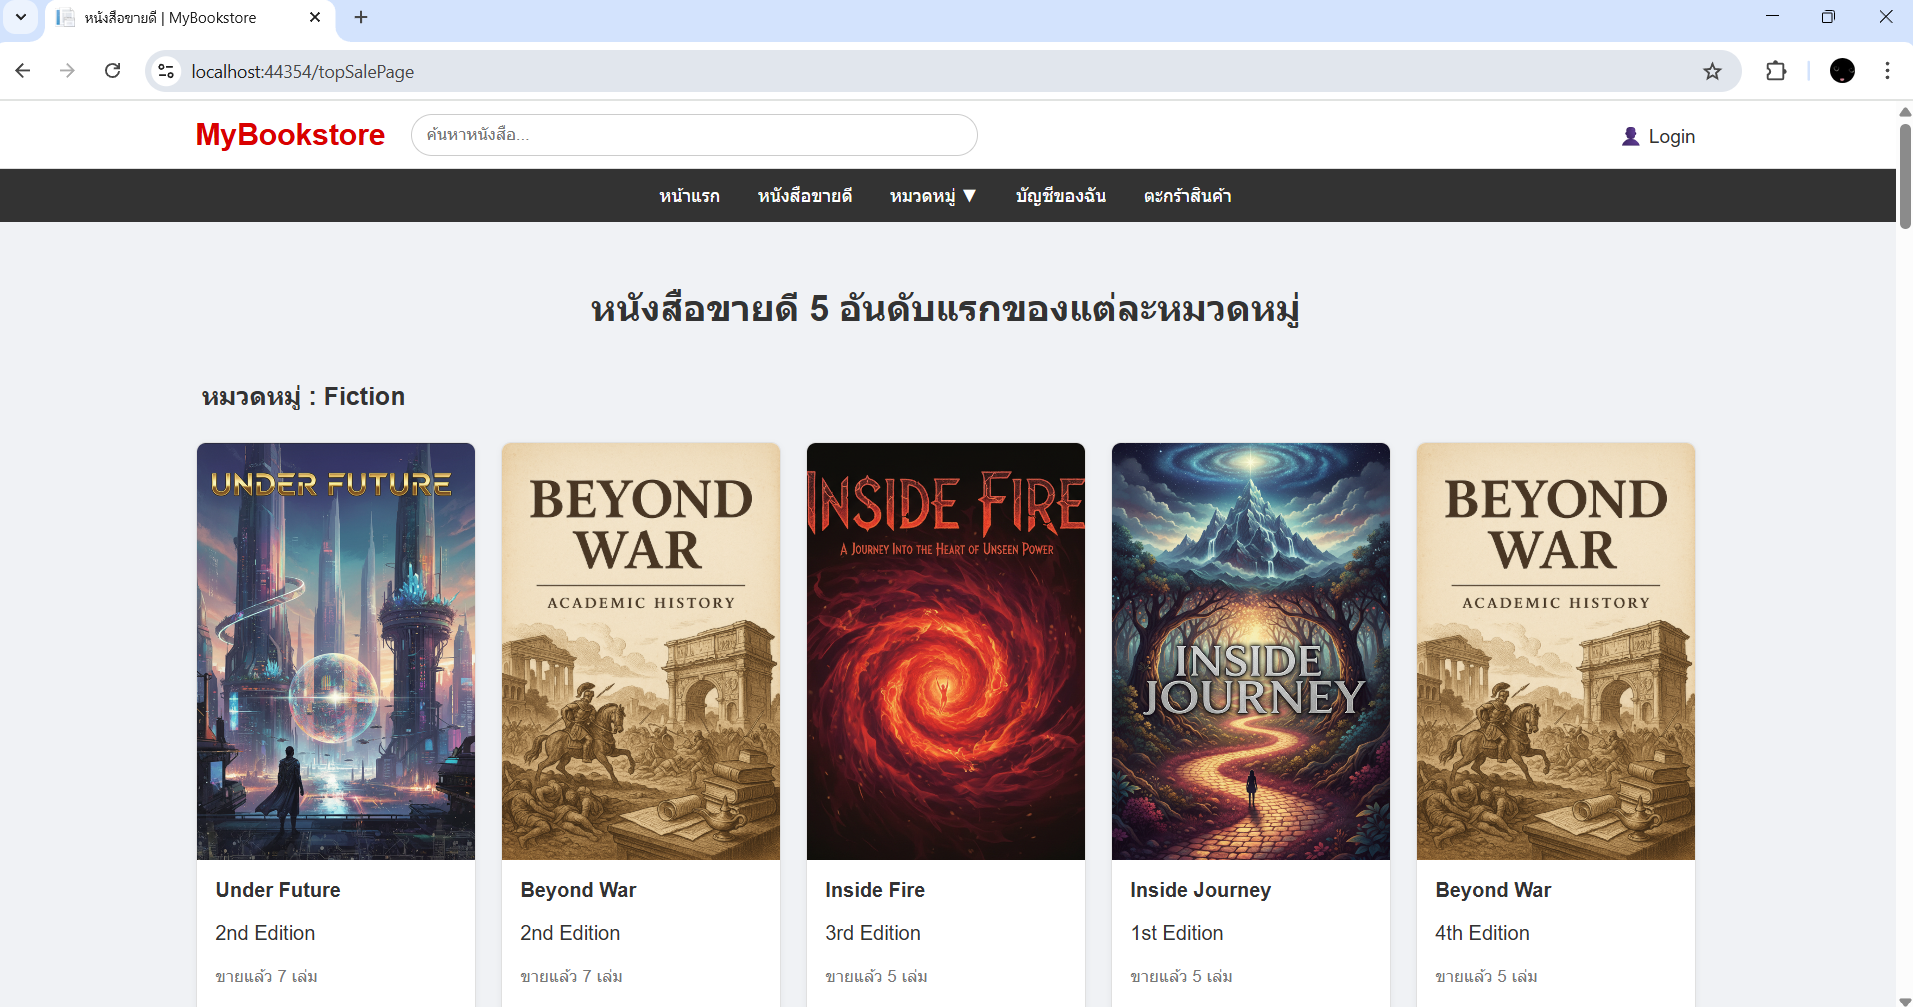 หนังสือขายดี | MyBookstore
localhost:44354/topSalePage
MyBookstore
ค้นหาหนังสือ...
Login
หน้าแรก หนังสือขายดี หมวดหมู่ ▼ บัญชีของฉัน ตะกร้าสินค้า
หนังสือขายดี 5 อันดับแรกของแต่ละหมวดหมู่
หมวดหมู่ : Fiction
UNDER FUTURE
BEYOND
WAR
ACADEMIC HISTORY
INSIDE FIRE
A JOURNEY INTO THE HEART OF UNSEEN POWER
INSIDE
JOURNEY
BEYOND
WAR
ACADEMIC HISTORY
Under Future
2nd Edition
ขายแล้ว 7 เล่ม
Beyond War
2nd Edition
ขายแล้ว 7 เล่ม
Inside Fire
3rd Edition
ขายแล้ว 5 เล่ม
Inside Journey
1st Edition
ขายแล้ว 5 เล่ม
Beyond War
4th Edition
ขายแล้ว 5 เล่ม